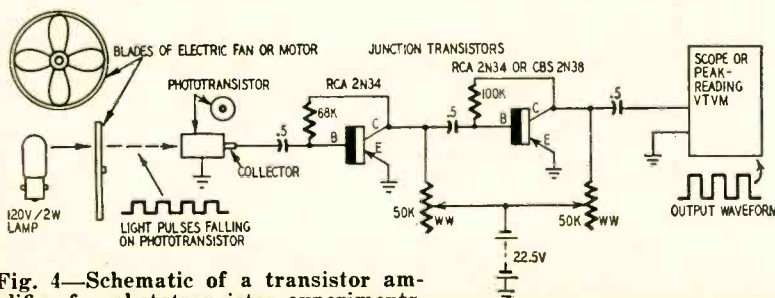 BLADES OF ELECTRIC FAN OR MOTOR
JUNCTION TRANSISTORS
PHOTOTRANSISTOR
RCA 2N34
RCA 2N34 OR CBS 2N38
SCOPE OR
PEAK-
READING
VTVM
68K
100K
.5
.5
.5
B
C
E
B
C
E
COLLECTOR
120V/2W
LAMP
LIGHT PULSES FALLING
ON PHOTOTRANSISTOR
50K
WW
50K
WW
22.5V
OUTPUT WAVEFORM
Fig. 4—Schematic of a transistor am-